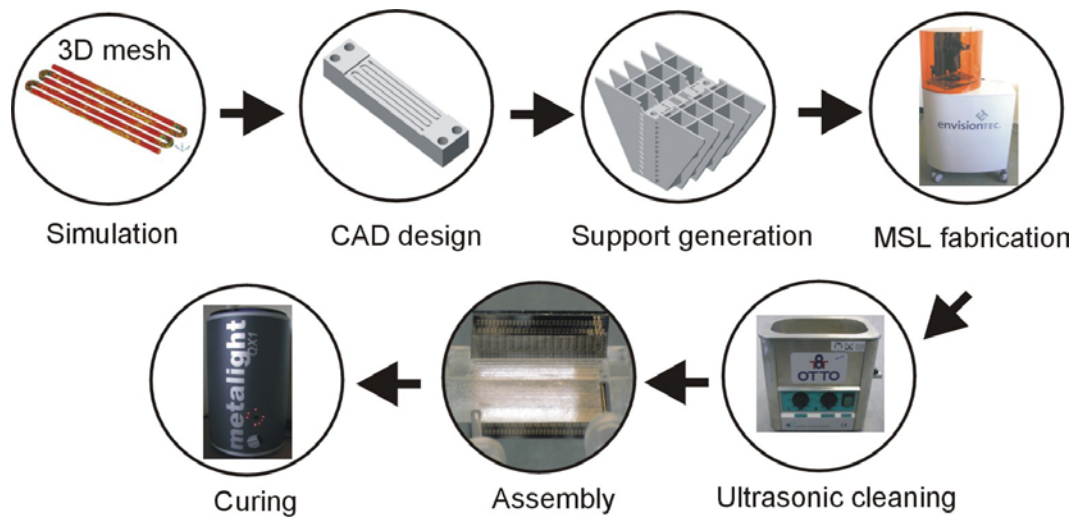 3D mesh
Simulation
CAD design
Support generation
envisionTEC
MSL fabrication
metalight
QX1
Curing
Assembly
OTTO
Ultrasonic cleaning